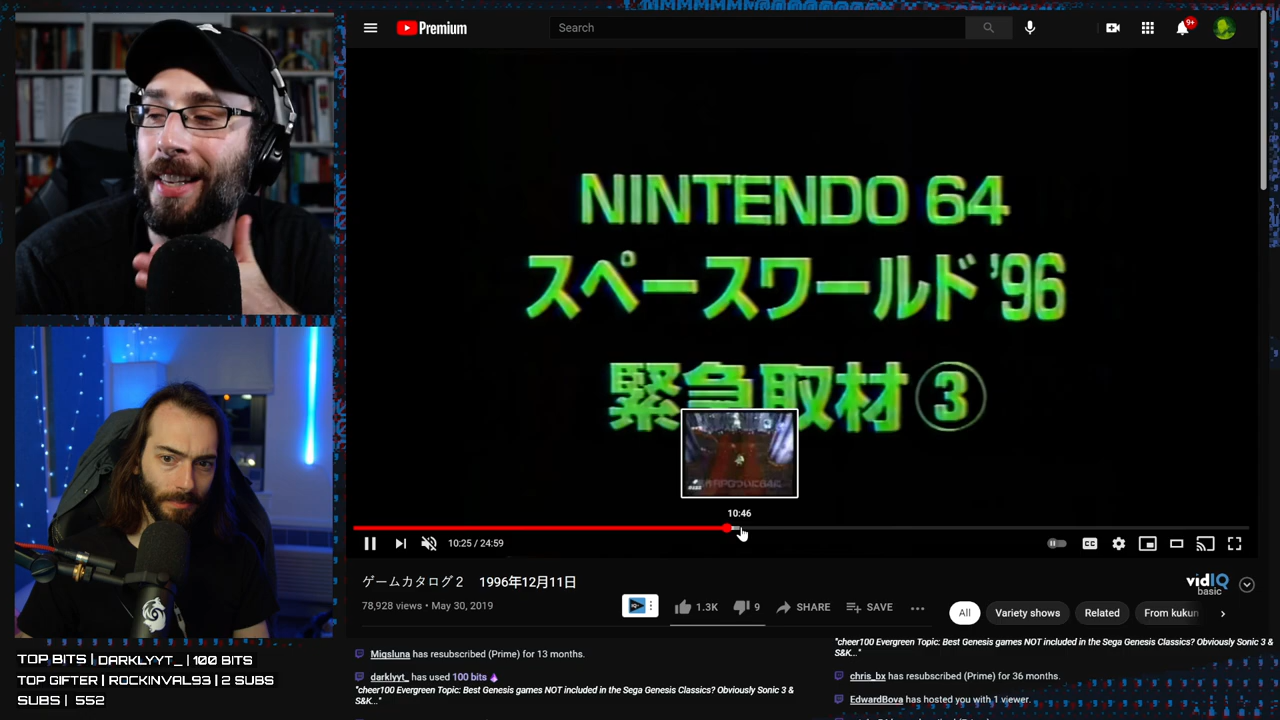 Premium
Search
9+
NINTENDO 64
スペースワールド'96
緊急取材③
10:46
10:25 / 24:59
CC
ゲームカタログ2 1996年12月11日
vidIQ
basic
78,928 views • May 30, 2019
1.3K
9
SHARE
SAVE
All
Variety shows
Related
From kukun
Migsluna has resubscribed (Prime) for 13 months.
darklyyt_ has used 100 bits
"cheer100 Evergreen Topic: Best Genesis games NOT included in the Sega Genesis Classics? Obviously Sonic 3 &
S&K..."
"cheer100 Evergreen Topic: Best Genesis games NOT included in the Sega Genesis Classics? Obviously Sonic 3 &
S&K..."
chris_bx has resubscribed (Prime) for 36 months.
EdwardBova has hosted you with 1 viewer.
TOP BITS | DARKLYYT_ | 100 BITS
TOP GIFTER | ROCKINVAL93 | 2 SUBS
SUBS | 552